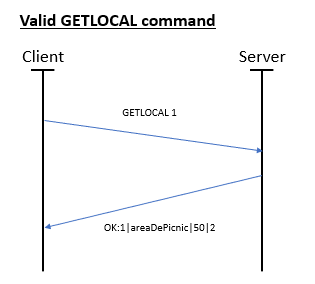 Valid GETLOCAL command
Client
Server
GETLOCAL 1
OK:1|areaDePicnic|50|2